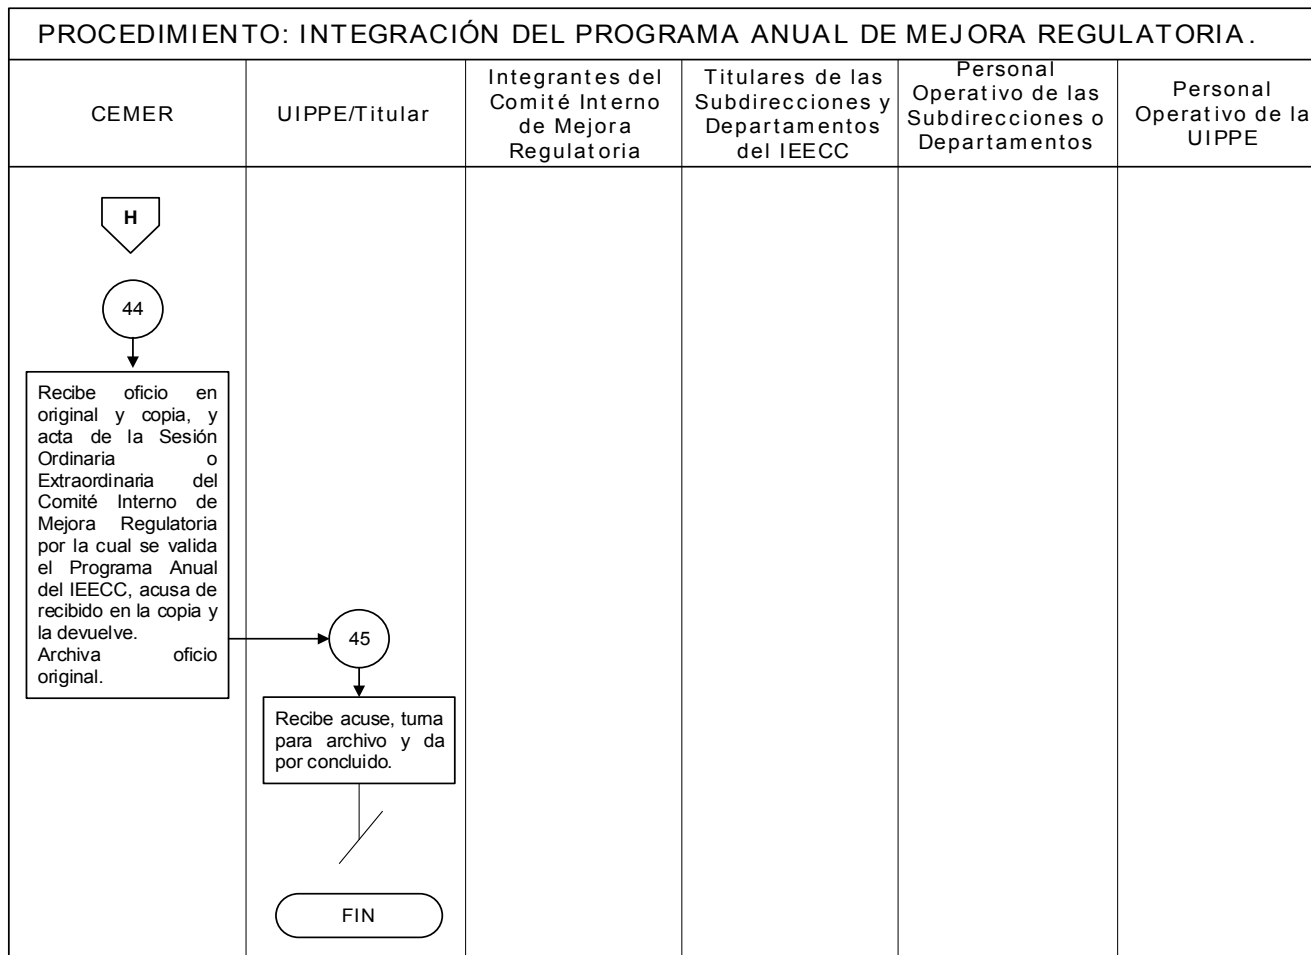 PROCEDIMIENTO: INTEGRACIÓN DEL PROGRAMA ANUAL DE MEJORA REGULATORIA.
CEMER
UIPPE/Titular
Integrantes del
Comité Interno
de Mejora
Regulatoria
Titulares de las
Subdirecciones y
Departamentos
del IEECC
Personal
Operativo de las
Subdirecciones o
Departamentos
Personal
Operativo de la
UIPPE
H
44
Recibe oficio en
original y copia, y
acta de la Sesión
Ordinaria o
Extraordinaria del
Comité Interno de
Mejora Regulatoria
por la cual se valida
el Programa Anual
del IEECC, acusa de
recibido en la copia y
la devuelve.
Archiva oficio
original.
45
Recibe acuse, turna
para archivo y da
por concluido.
FIN